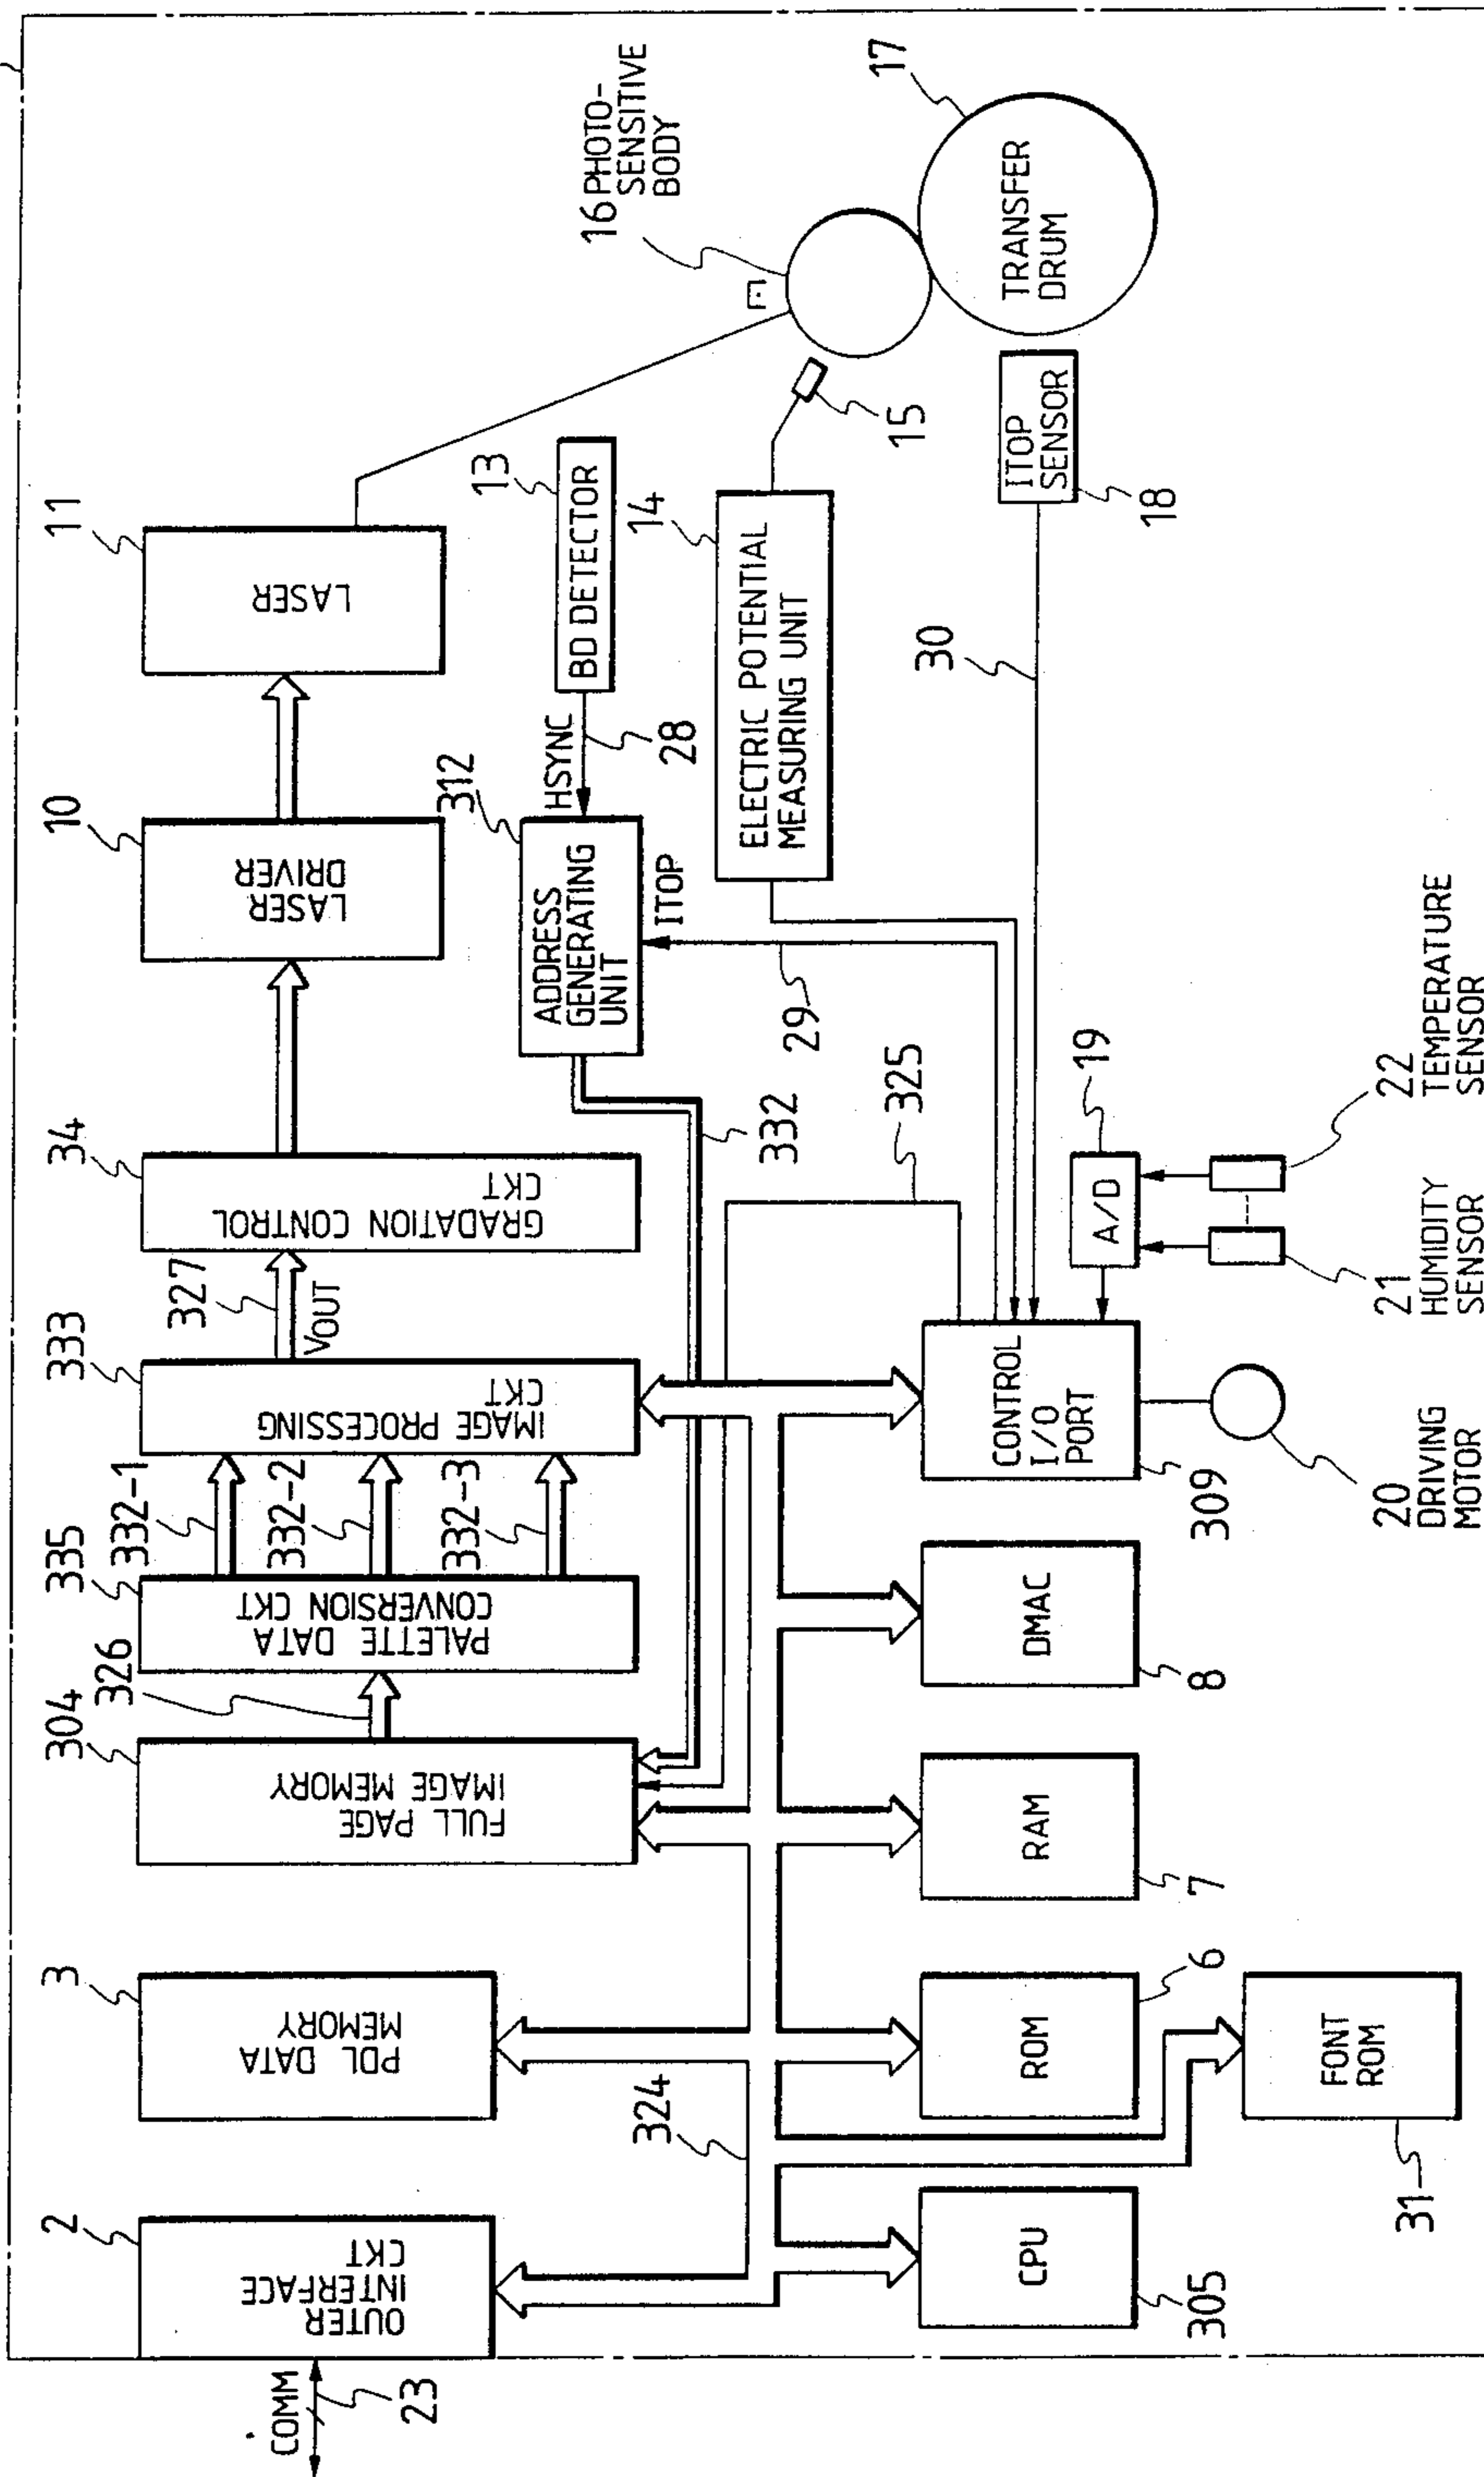 COMM
23
2
OUTER
INTERFACE
CKT
3
PDL DATA
MEMORY
304
FULL PAGE
IMAGE MEMORY
326
335
PALETTE DATA
CONVERSION CKT
332-1
332-2
332-3
333
IMAGE PROCESSING
CKT
327
VOUT
34
GRADATION CONTROL
CKT
10
LASER
DRIVER
11
LASER
324
332
325
312
ADDRESS
GENERATING
UNIT
HSYNC
28
13
BD DETECTOR
ITOP
29
14
ELECTRIC POTENTIAL
MEASURING UNIT
15
16 PHOTO-
SENSITIVE
BODY
17
TRANSFER
DRUM
ITOP
SENSOR
18
30
CPU
305
ROM
6
RAM
7
DMAC
8
CONTROL
I/O
PORT
309
A/D
19
FONT
ROM
31
20 DRIVING
MOTOR
21 HUMIDITY
SENSOR
22 TEMPERATURE
SENSOR